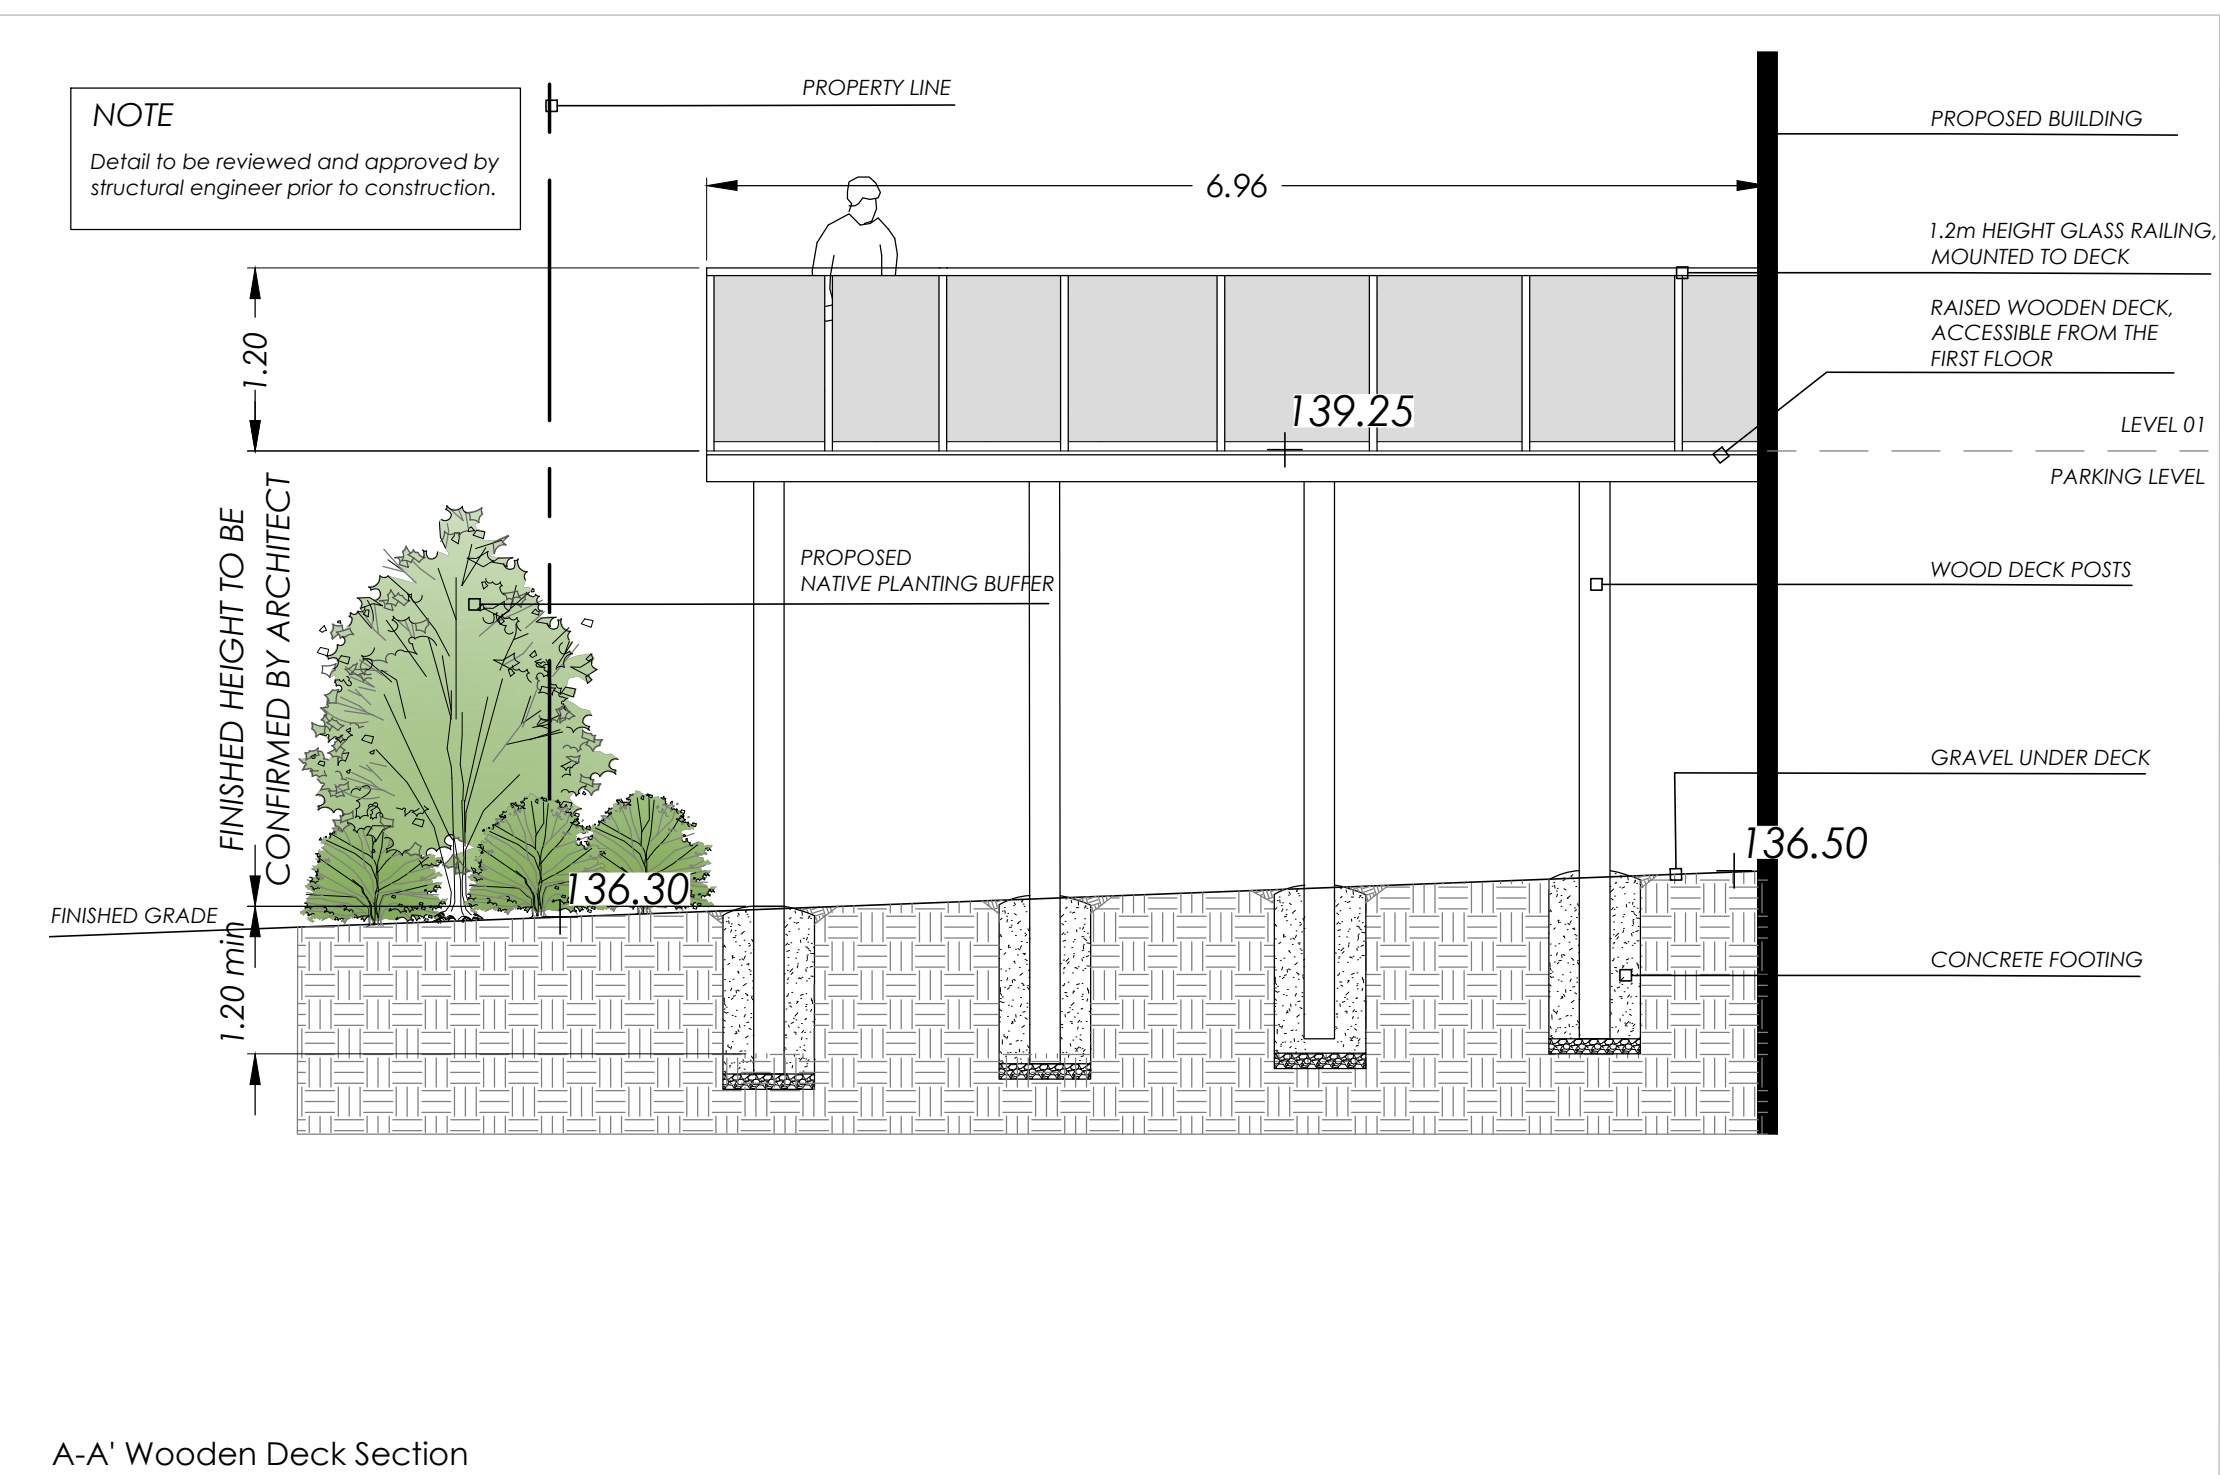 NOTE
Detail to be reviewed and approved by
structural engineer prior to construction.
PROPERTY LINE
PROPOSED BUILDING
6.96
1.2m HEIGHT GLASS RAILING,
MOUNTED TO DECK
RAISED WOODEN DECK,
ACCESSIBLE FROM THE
FIRST FLOOR
1.20
139.25
LEVEL 01
PARKING LEVEL
FINISHED HEIGHT TO BE
CONFIRMED BY ARCHITECT
PROPOSED
NATIVE PLANTING BUFFER
WOOD DECK POSTS
GRAVEL UNDER DECK
136.50
136.30
FINISHED GRADE
1.20 min
CONCRETE FOOTING
A-A' Wooden Deck Section